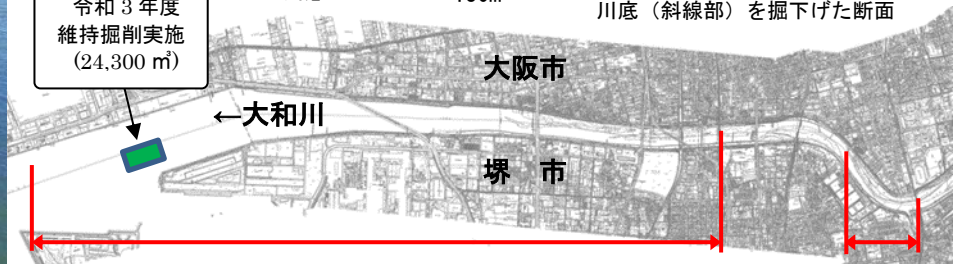 令和 3 年度
維持掘削実施
(24,300 ㎥)
川底（斜線部）を掘下げた断面
大阪市
←大和川
堺 市